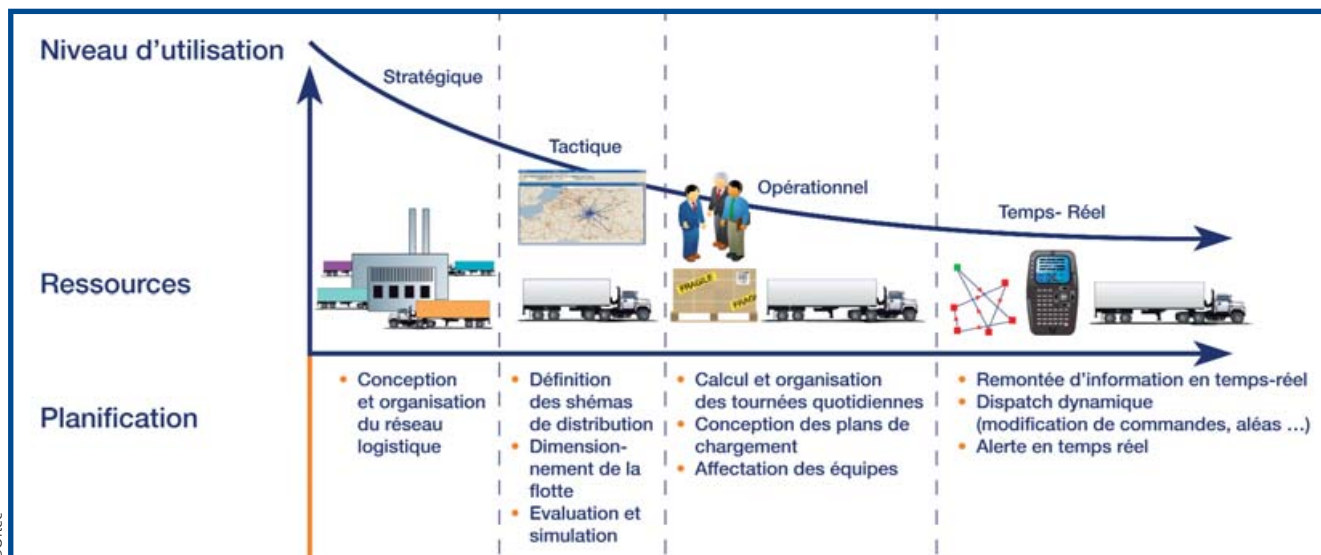 Niveau d'utilisation
Stratégique
Tactique
Opérationnel
Temps- Réel
Ressources
FRAGILE
FRAGI
Planification
• Conception
et organisation
du réseau
logistique
• Définition
des shémas
de distribution
• Dimension-
nement de la
flotte
• Evaluation et
simulation
• Calcul et organisation
des tournées quotidiennes
• Conception des plans de
chargement
• Affectation des équipes
• Remontée d'information en temps-réel
• Dispatch dynamique
(modification de commandes, aléas ...)
• Alerte en temps réel